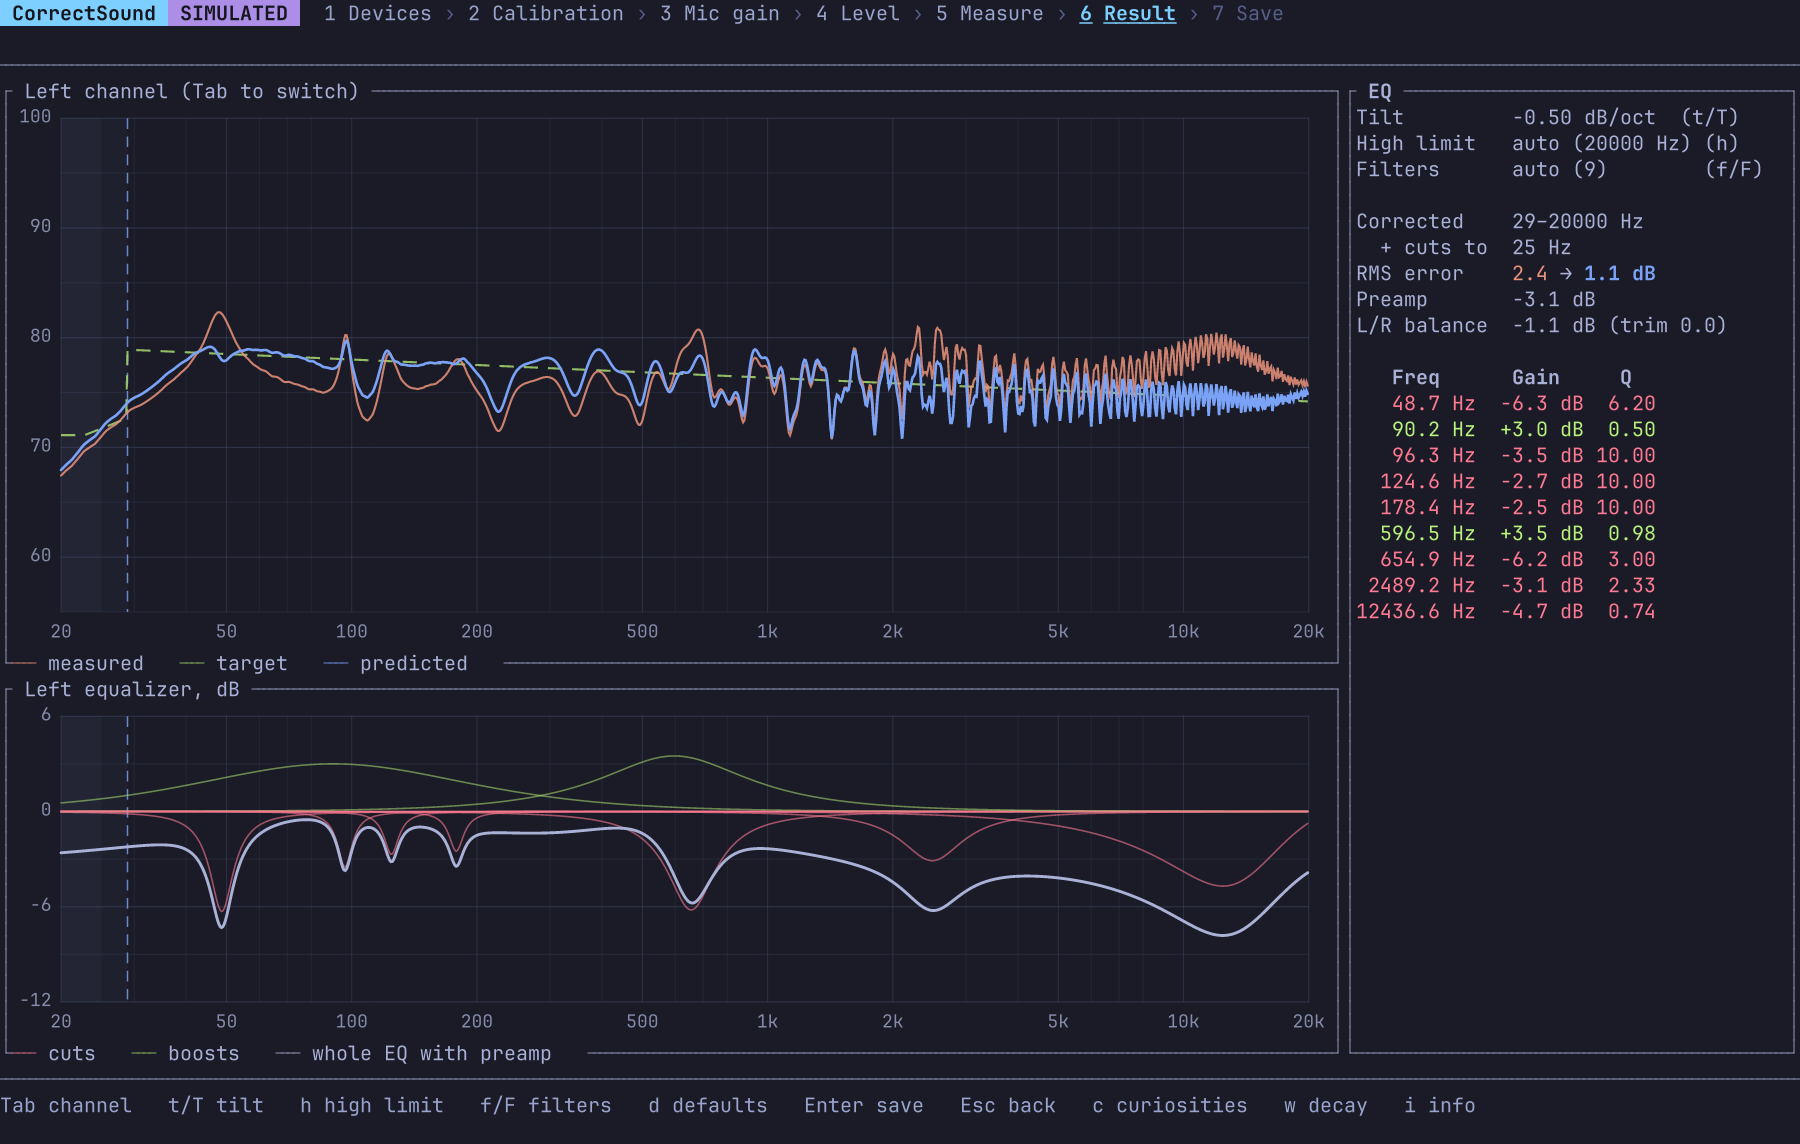 CorrectSound SIMULATED 1 Devices › 2 Calibration › 3 Mic gain › 4 Level › 5 Measure › 6 Result › 7 Save
Left channel (Tab to switch)
100
90
80
70
60
20 50 100 200 500 1k 2k 5k 10k 20k
measured target predicted
Left equalizer, dB
6
0
-6
-12
20 50 100 200 500 1k 2k 5k 10k 20k
cuts boosts whole EQ with preamp
EQ
Tilt -0.50 dB/oct (t/T)
High limit auto (20000 Hz) (h)
Filters auto (9) (f/F)
Corrected 29–20000 Hz
+ cuts to 25 Hz
RMS error 2.4 → 1.1 dB
Preamp -3.1 dB
L/R balance -1.1 dB (trim 0.0)
Freq Gain Q
48.7 Hz -6.3 dB 6.20
90.2 Hz +3.0 dB 0.50
96.3 Hz -3.5 dB 10.00
124.6 Hz -2.7 dB 10.00
178.4 Hz -2.5 dB 10.00
596.5 Hz +3.5 dB 0.98
654.9 Hz -6.2 dB 3.00
2489.2 Hz -3.1 dB 2.33
12436.6 Hz -4.7 dB 0.74
Tab channel t/T tilt h high limit f/F filters d defaults Enter save Esc back c curiosities w decay i info